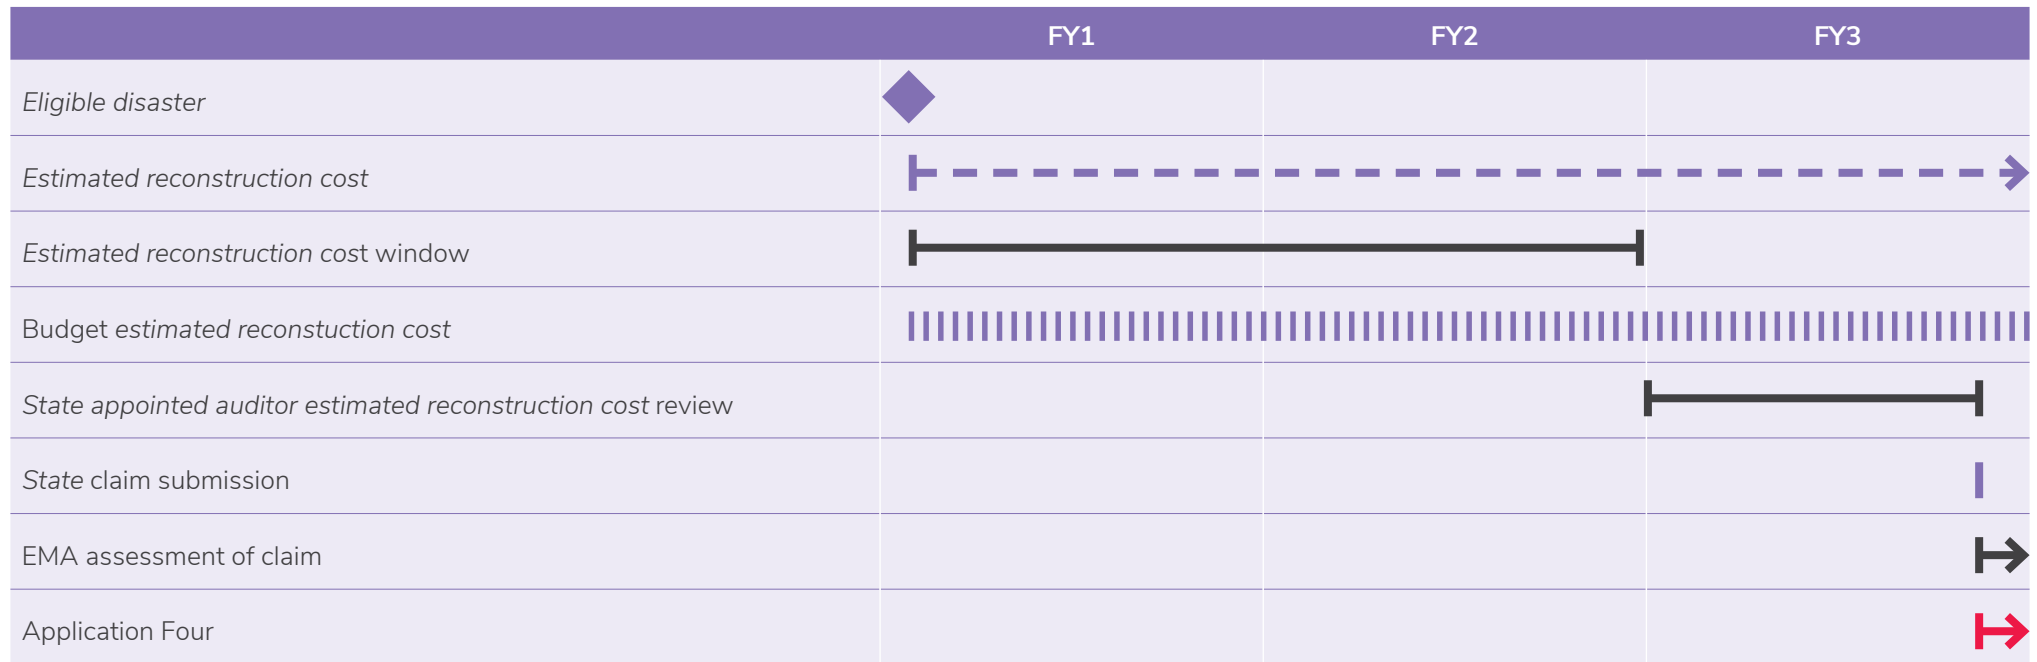 FY1 FY2 FY3
Eligible disaster
Estimated reconstruction cost
Estimated reconstruction cost window
Budget estimated reconstuction cost
State appointed auditor estimated reconstruction cost review
State claim submission
EMA assessment of claim
Application Four